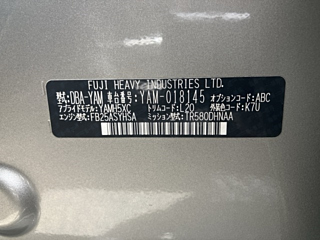 FUJI HEAVY INDUSTRIES LTD.
型式:DBA-YAM 車台番号:YAM-018145 オプションコード:ABC
アプライドモデル:YAMH5XC トリムコード:L20 外装色コード:K7U
エンジン型式:FB25ASYHSA ミッション型式:TR580DHNAA